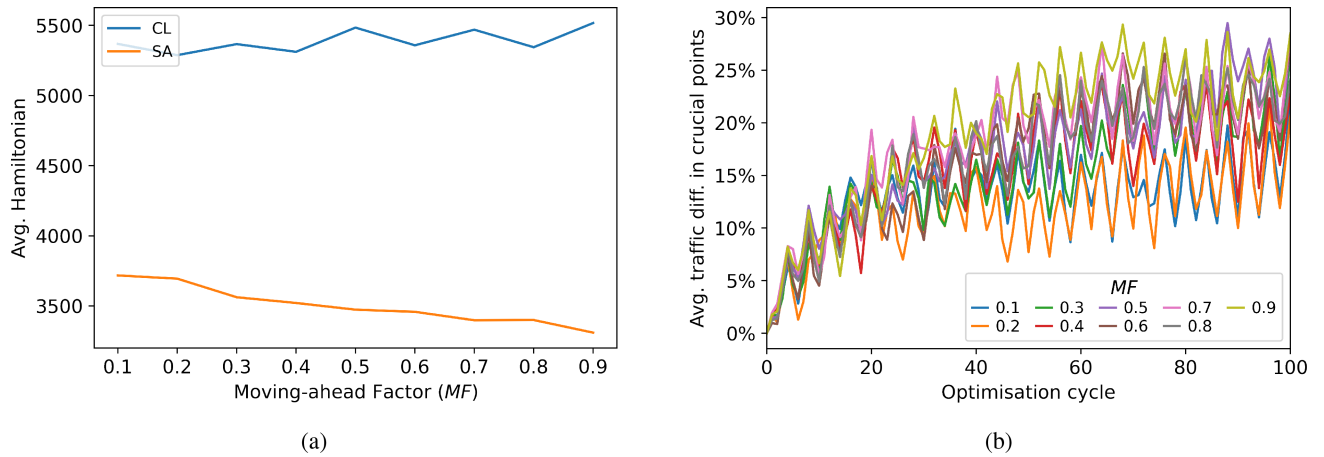 5500
5000
4500
4000
3500
Avg. Hamiltonian
CL
SA
0.1 0.2 0.3 0.4 0.5 0.6 0.7 0.8 0.9
Moving-ahead Factor (MF)
(a)
30%
25%
20%
15%
10%
5%
0%
Avg. traffic diff. in crucial points
MF
0.1 0.3 0.5 0.7 0.9
0.2 0.4 0.6 0.8
0 20 40 60 80 100
Optimisation cycle
(b)